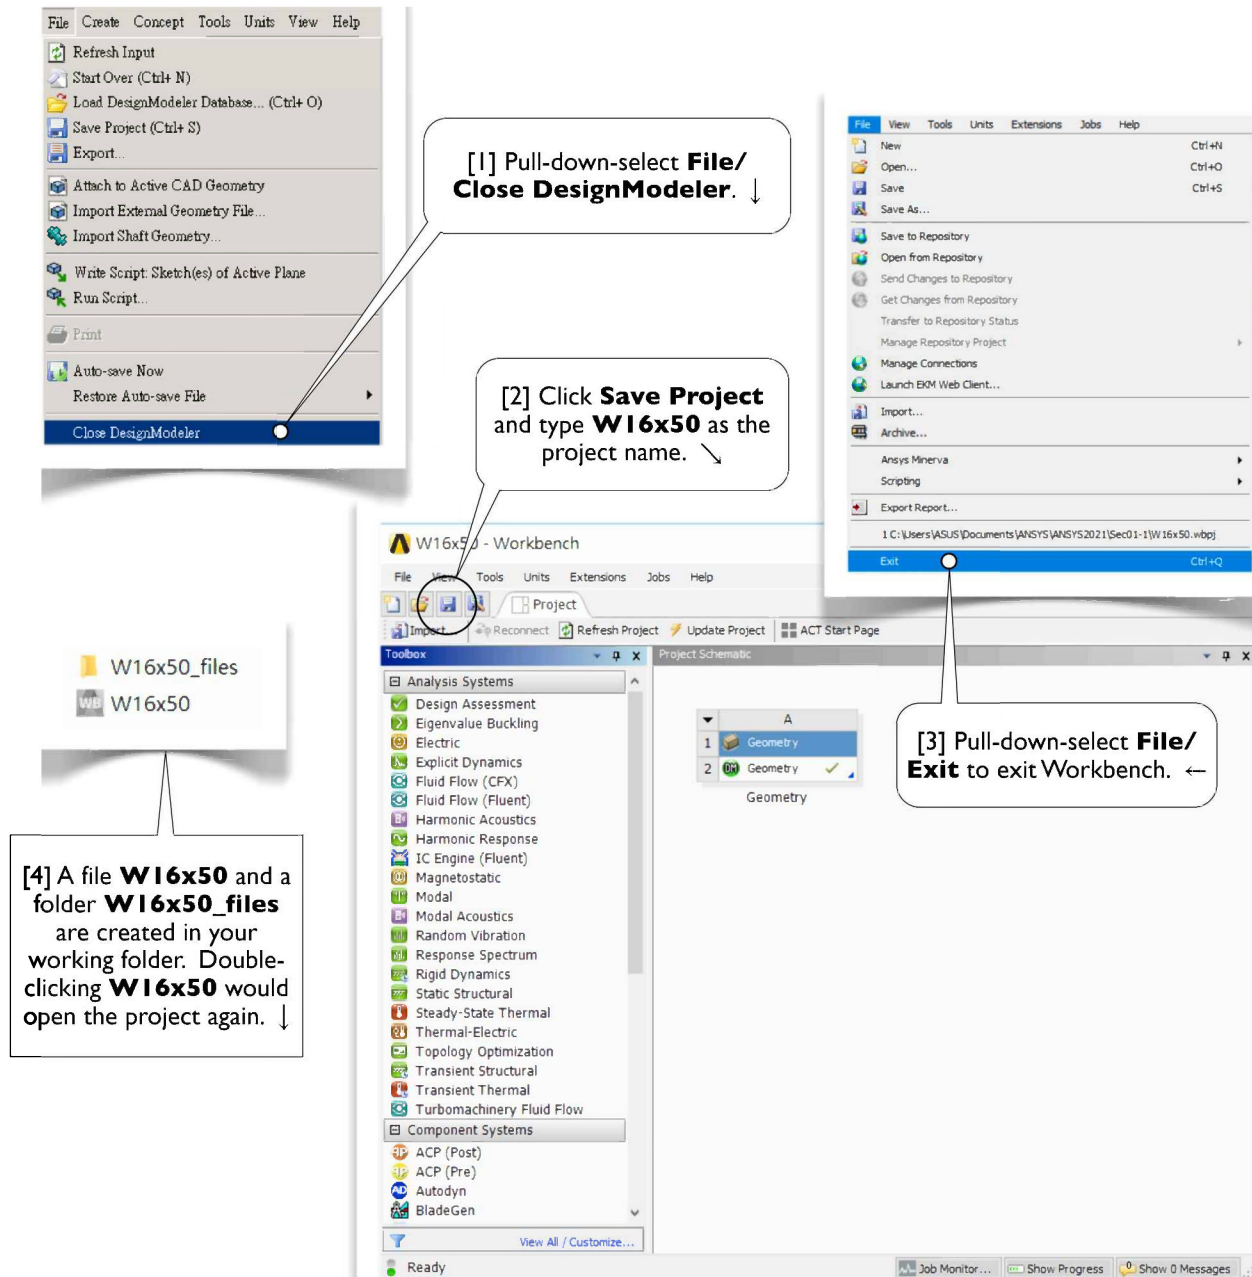 File Create Concept Tools Units View Help
Refresh Input
Start Over (Ctrl+ N)
Load DesignModeler Database... (Ctrl+ O)
Save Project (Ctrl+ S)
Export...
Attach to Active CAD Geometry
Import External Geometry File...
Import Shaft Geometry...
Write Script: Sketch(es) of Active Plane
Run Script...
Print
Auto-save Now
Restore Auto-save File
Close DesignModeler
[1] Pull-down-select File/
Close DesignModeler. ↓
File View Tools Units Extensions Jobs Help
New Ctrl+N
Open... Ctrl+O
Save Ctrl+S
Save As...
Save to Repository
Open from Repository
Send Changes to Repository
Get Changes from Repository
Transfer to Repository Status
Manage Repository Project
Manage Connections
Launch EKM Web Client...
Import...
Archive...
Ansys Minerva
Scripting
Export Report...
1 C:\Users\ASUS\Documents\ANSYS\ANSYS2021\Sec01-1\W16x50.wbpj
Exit Ctrl+Q
[2] Click Save Project
and type W16x50 as the
project name. ↘
W16x50 - Workbench
File View Tools Units Extensions Jobs Help
Project
Import... Reconnect Refresh Project Update Project ACT Start Page
Toolbox
Project Schematic
Analysis Systems
Design Assessment
Eigenvalue Buckling
Electric
Explicit Dynamics
Fluid Flow (CFX)
Fluid Flow (Fluent)
Harmonic Acoustics
Harmonic Response
IC Engine (Fluent)
Magnetostatic
Modal
Modal Acoustics
Random Vibration
Response Spectrum
Rigid Dynamics
Static Structural
Steady-State Thermal
Thermal-Electric
Topology Optimization
Transient Structural
Transient Thermal
Turbomachinery Fluid Flow
Component Systems
ACP (Post)
ACP (Pre)
Autodyn
BladeGen
View All / Customize...
Ready
A
1 Geometry
2 Geometry
Geometry
[3] Pull-down-select File/
Exit to exit Workbench. ←
Job Monitor... Show Progress Show 0 Messages
W16x50_files
W16x50
[4] A file W16x50 and a
folder W16x50_files
are created in your
working folder. Double-
clicking W16x50 would
open the project again. ↓